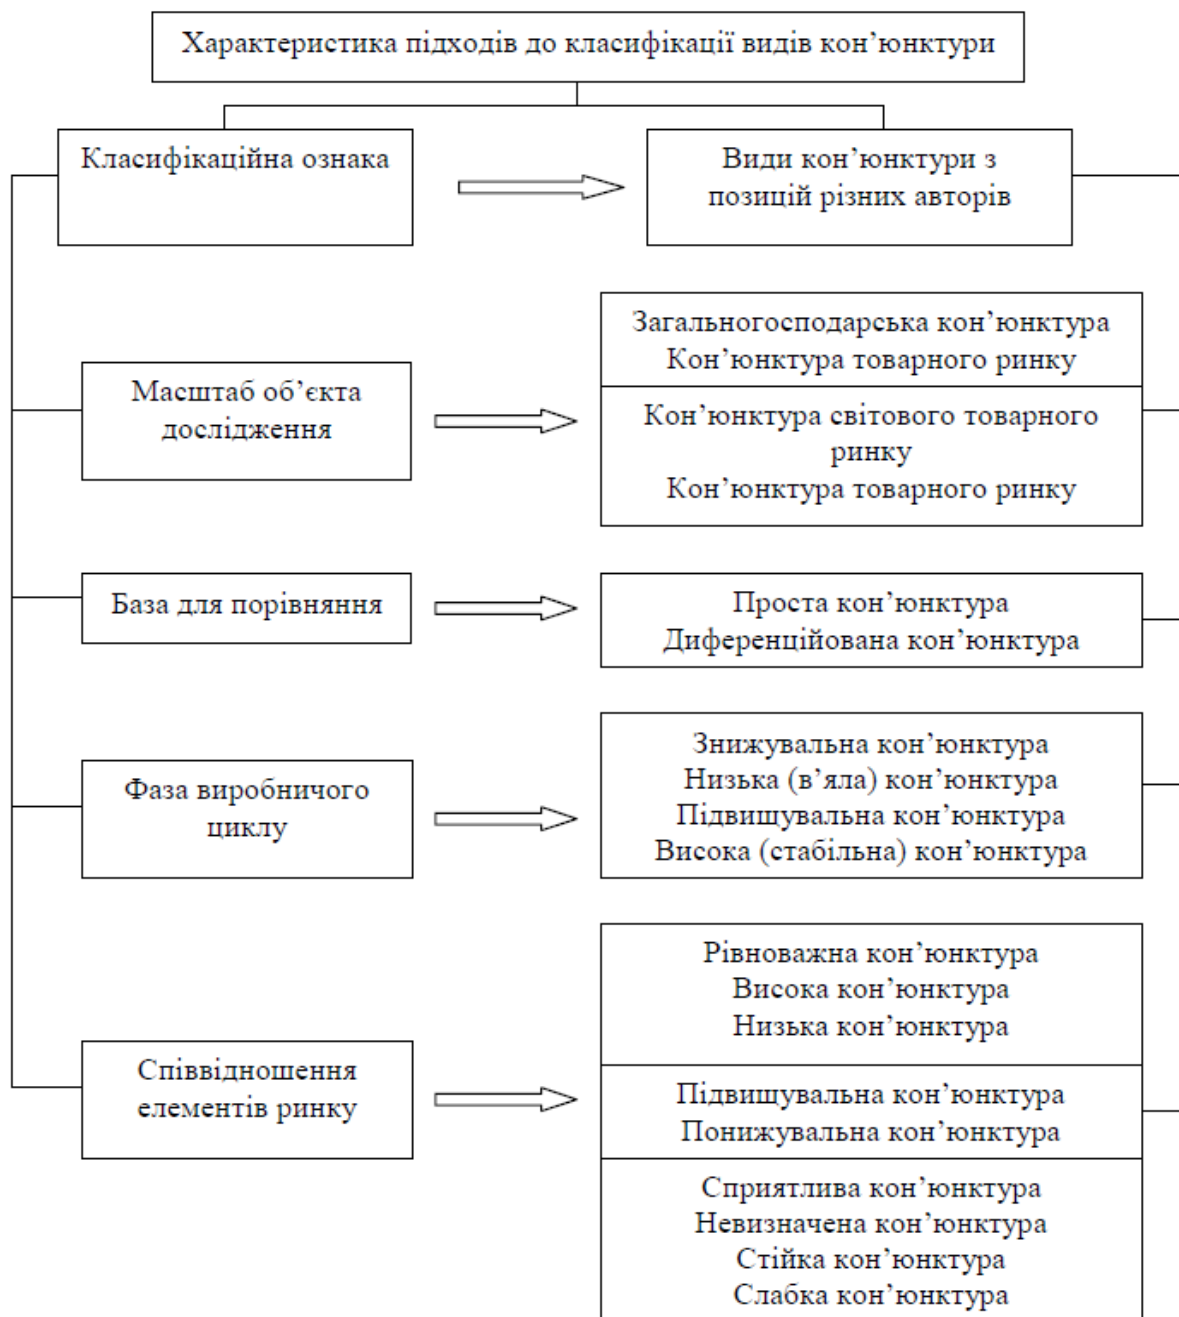 Характеристика підходів до класифікації видів кон’юнктури
Класифікаційна ознака
Види кон’юнктури з
позицій різних авторів
Масштаб об’єкта
дослідження
Загальногосподарська кон’юнктура
Кон’юнктура товарного ринку
Кон’юнктура світового товарного
ринку
Кон’юнктура товарного ринку
База для порівняння
Проста кон’юнктура
Диференційована кон’юнктура
Фаза виробничого
циклу
Знижувальна кон’юнктура
Низька (в’яла) кон’юнктура
Підвищувальна кон’юнктура
Висока (стабільна) кон’юнктура
Співвідношення
елементів ринку
Рівноважна кон’юнктура
Висока кон’юнктура
Низька кон’юнктура
Підвищувальна кон’юнктура
Понижувальна кон’юнктура
Сприятлива кон’юнктура
Невизначена кон’юнктура
Стійка кон’юнктура
Слабка кон’юнктура